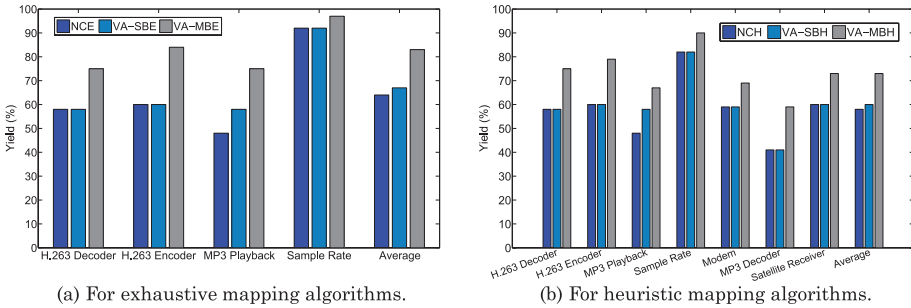 100
90
80
70
60
50
40
30
20
10
0
Yield (%)
NCE VA-SBE VA-MBE
H.263 Decoder H.263 Encoder MP3 Playback Sample Rate Average
(a) For exhaustive mapping algorithms.
100
90
80
70
60
50
40
30
20
10
0
Yield (%)
NCH VA-SBH VA-MBH
H.263 Decoder H.263 Encoder MP3 Playback Sample Rate Modem MP3 Decoder Satellite Receiver Average
(b) For heuristic mapping algorithms.